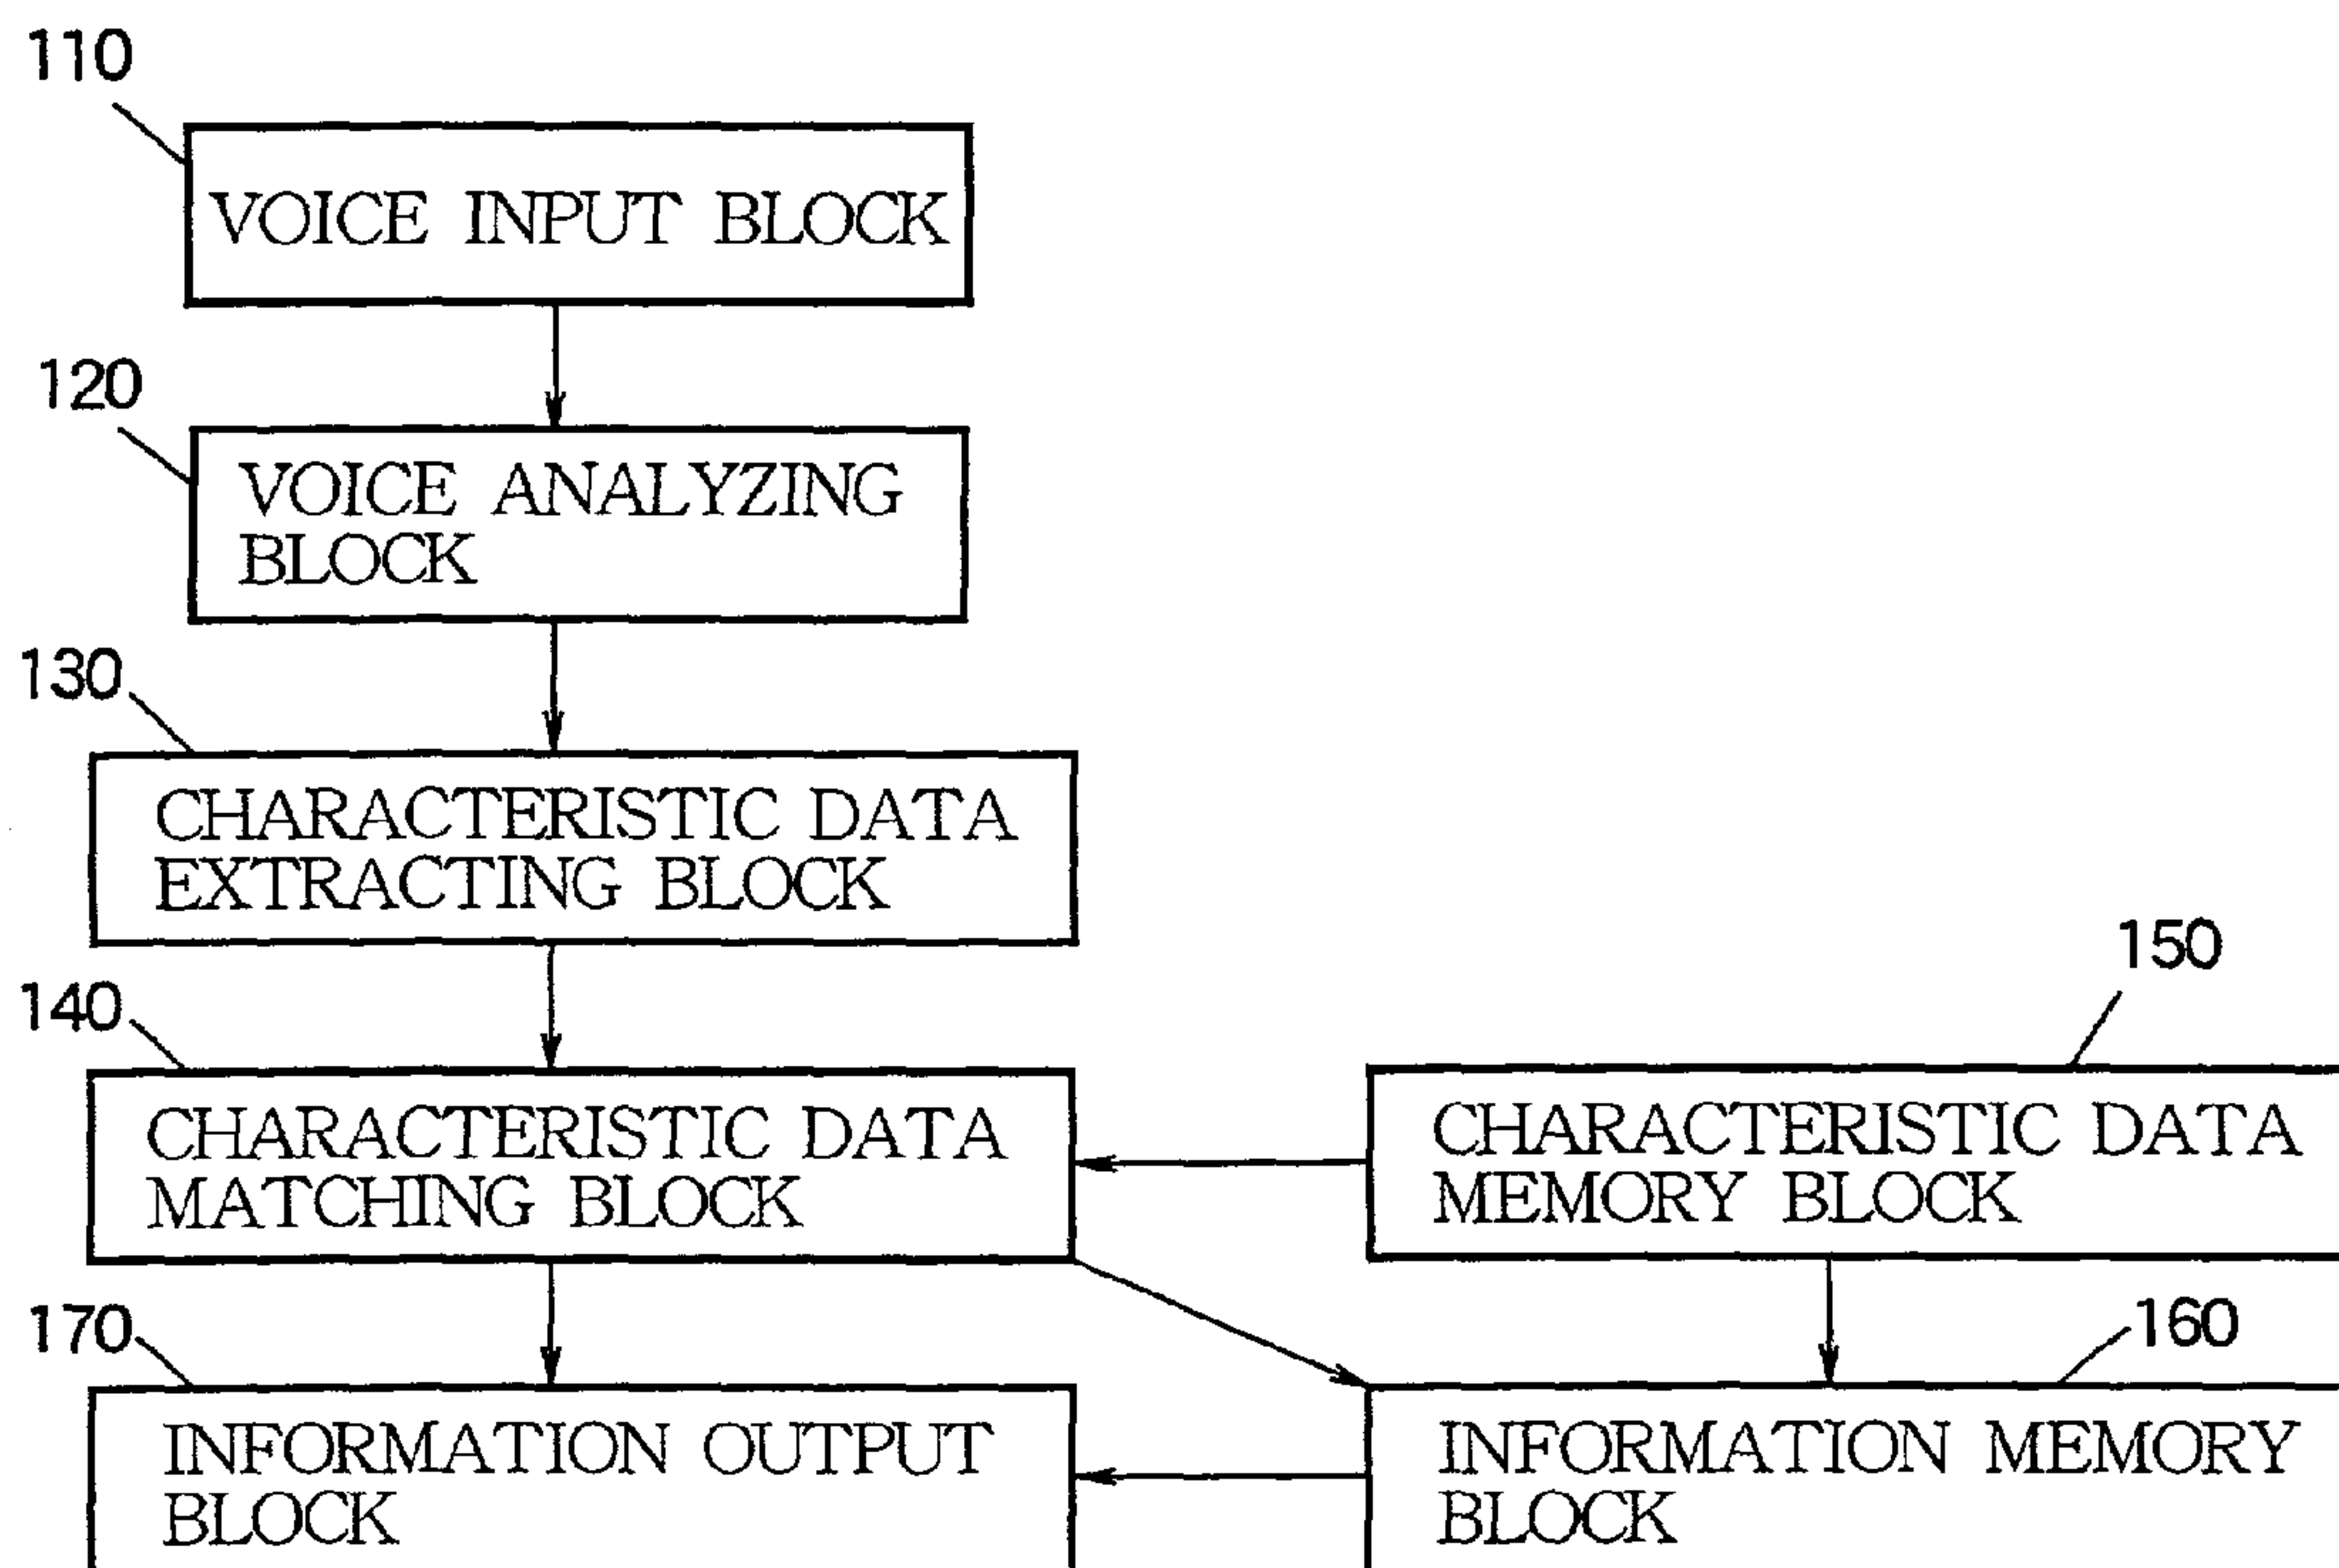 110
VOICE INPUT BLOCK
120
VOICE ANALYZING
BLOCK
130
CHARACTERISTIC DATA
EXTRACTING BLOCK
140
CHARACTERISTIC DATA
MATCHING BLOCK
150
CHARACTERISTIC DATA
MEMORY BLOCK
170
INFORMATION OUTPUT
BLOCK
160
INFORMATION MEMORY
BLOCK